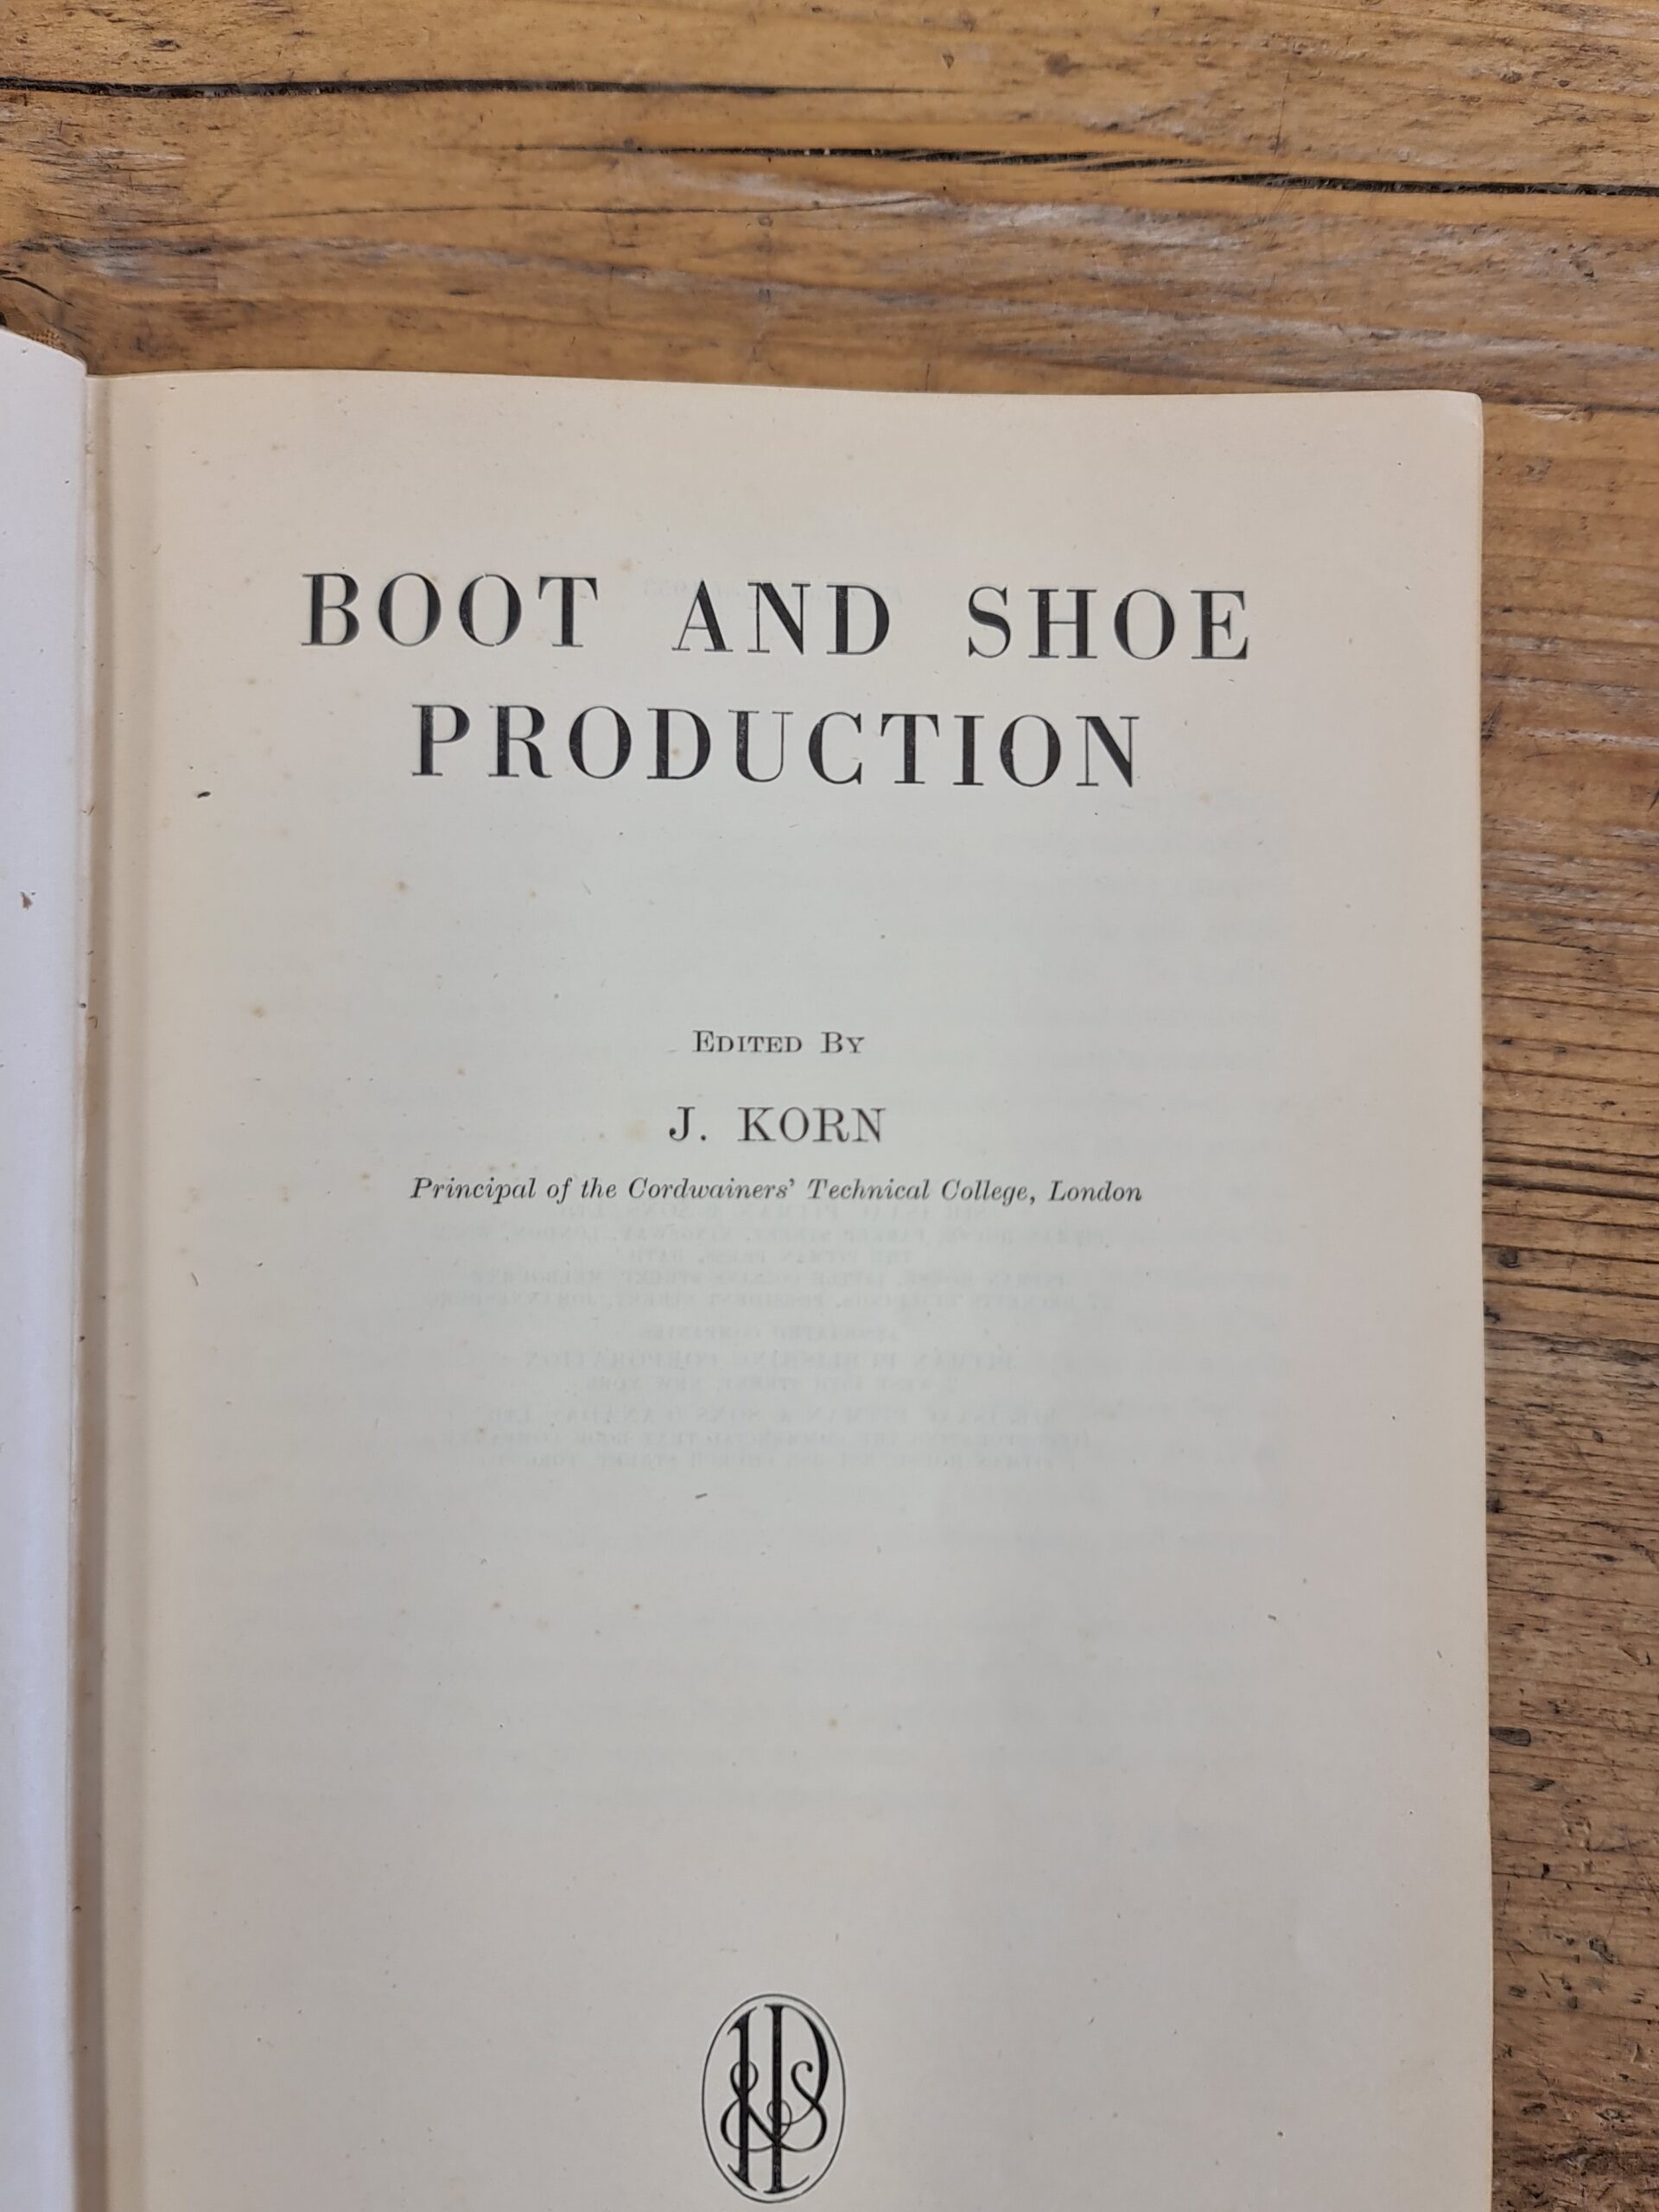 BOOT AND SHOE
PRODUCTION
EDITED BY
J. KORN
Principal of the Cordwainers' Technical College, London